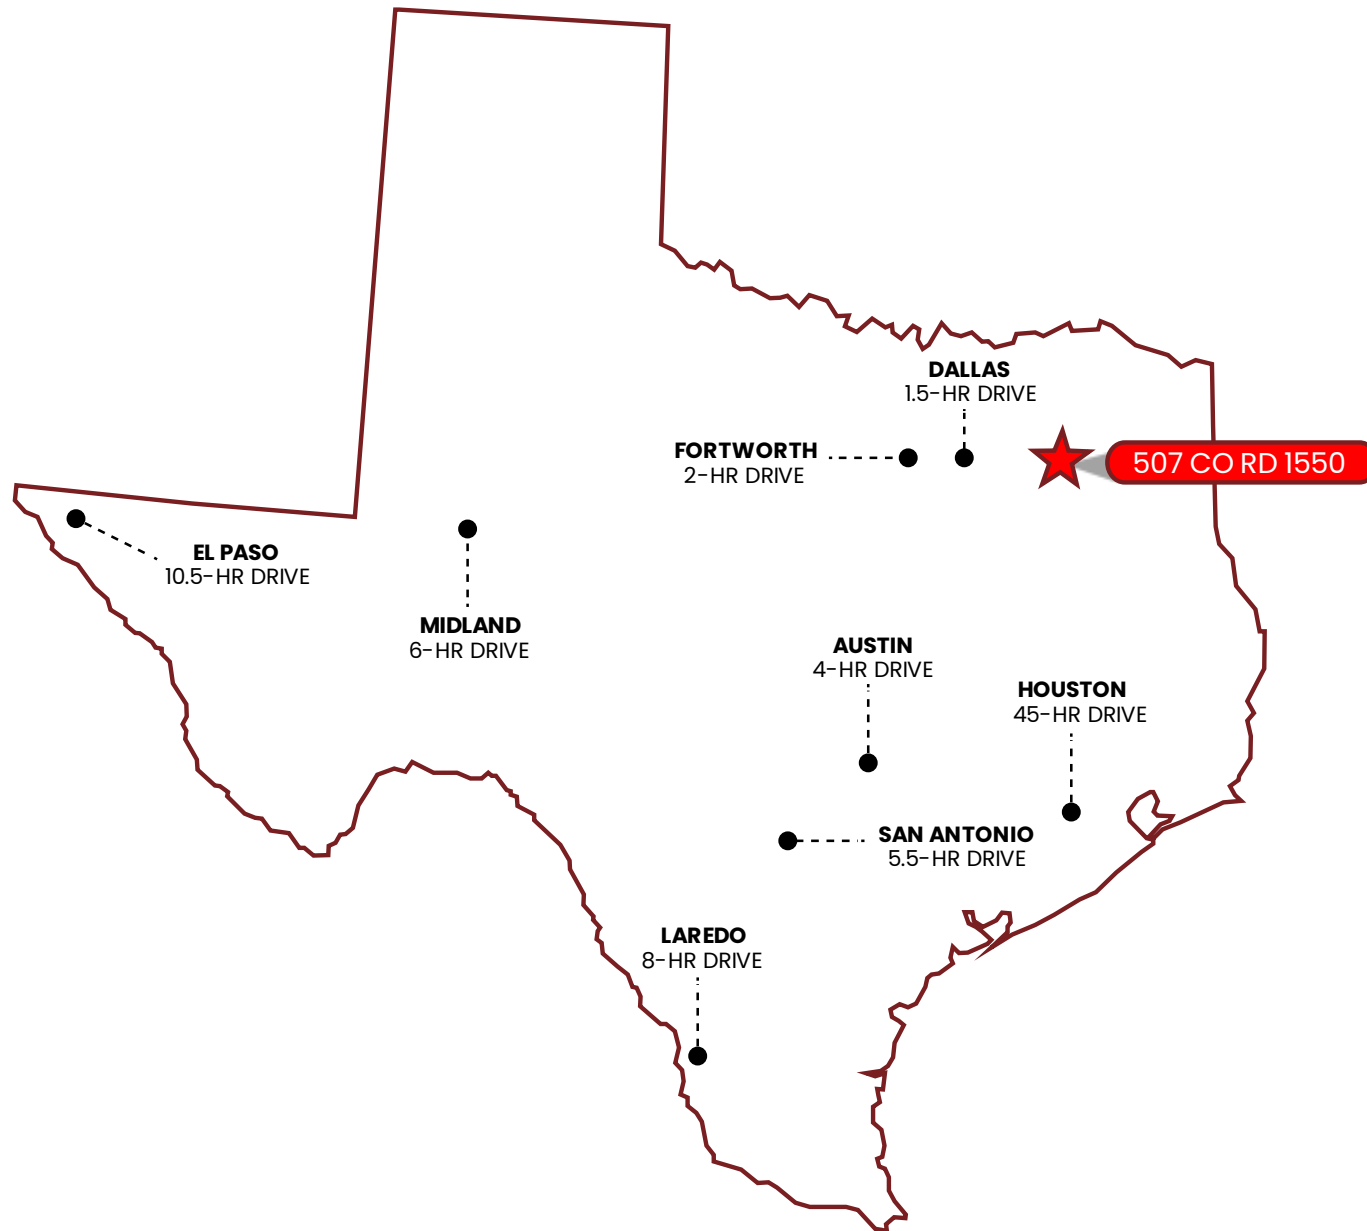 DALLAS
1.5-HR DRIVE
FORTWORTH
2-HR DRIVE
507 CO RD 1550
EL PASO
10.5-HR DRIVE
MIDLAND
6-HR DRIVE
AUSTIN
4-HR DRIVE
HOUSTON
45-HR DRIVE
SAN ANTONIO
5.5-HR DRIVE
LAREDO
8-HR DRIVE